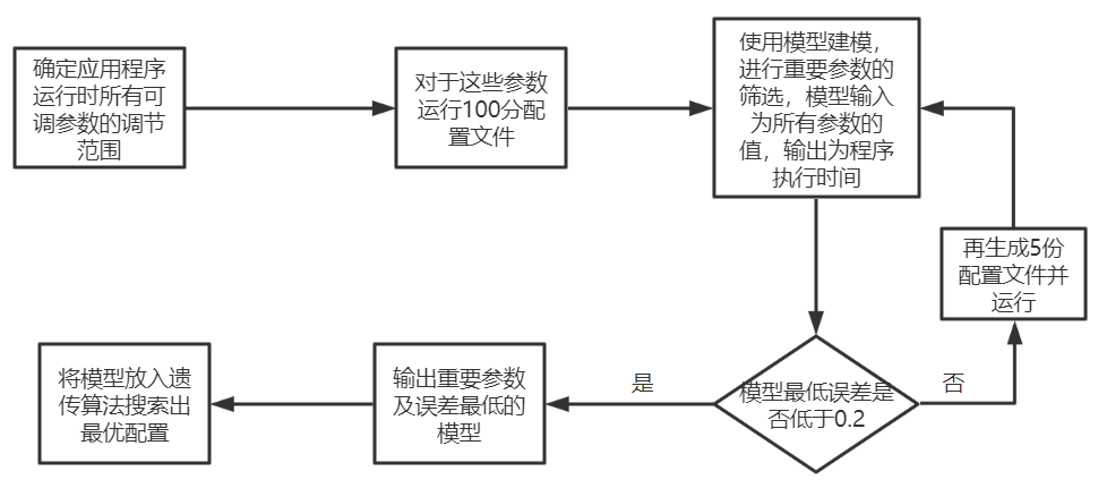 确定应用程序
运行时所有可
调参数的调节
范围
对于这些参数
运行100分配
置文件
使用模型建模，
进行重要参数的
筛选，模型输入
为所有参数的
值，输出为程序
执行时间
再生成5份
配置文件并
运行
模型最低误差是
否低于0.2
是
否
输出重要参数
及误差最低的
模型
将模型放入遗
传算法搜索出
最优配置